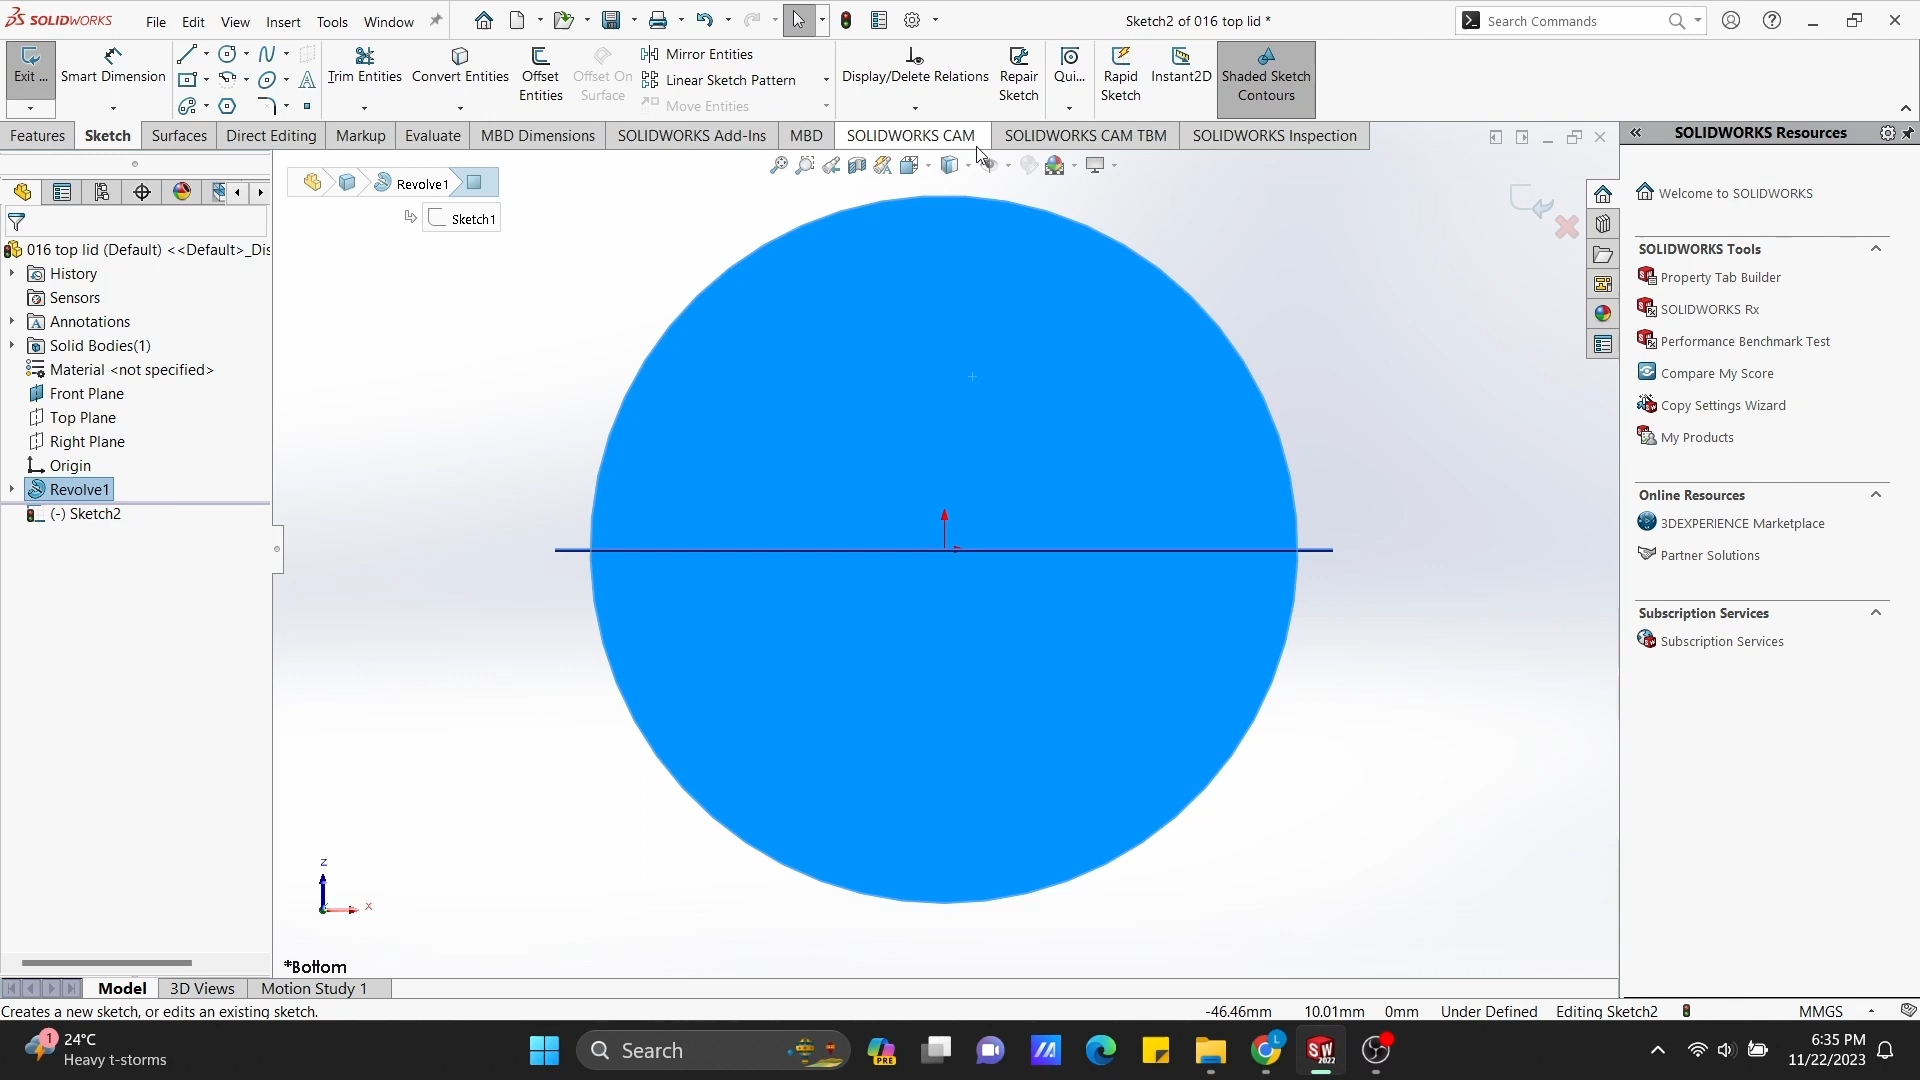 SOLIDWORKS File Edit View Insert Tools Window Sketch2 of 016 top lid * Search Commands
Exit ... Smart Dimension Trim Entities Convert Entities Offset Entities Offset On Surface Mirror Entities Linear Sketch Pattern Move Entities Display/Delete Relations Repair Sketch Qui... Rapid Sketch Instant2D Shaded Sketch Contours
Features Sketch Surfaces Direct Editing Markup Evaluate MBD Dimensions SOLIDWORKS Add-Ins MBD SOLIDWORKS CAM SOLIDWORKS CAM TBM SOLIDWORKS Inspection
SOLIDWORKS Resources
Revolve1
Sketch1
016 top lid (Default) <<Default>_Dis
History
Sensors
Annotations
Solid Bodies(1)
Material <not specified>
Front Plane
Top Plane
Right Plane
Origin
Revolve1
(-) Sketch2
z
x
*Bottom
Welcome to SOLIDWORKS
SOLIDWORKS Tools
Property Tab Builder
SOLIDWORKS Rx
Performance Benchmark Test
Compare My Score
Copy Settings Wizard
My Products
Online Resources
3DEXPERIENCE Marketplace
Partner Solutions
Subscription Services
Subscription Services
Model 3D Views Motion Study 1
Creates a new sketch, or edits an existing sketch. -46.46mm 10.01mm 0mm Under Defined Editing Sketch2 MMGS
1
24°C
Heavy t-storms
Search
PRE
L
SW
2022
6:35 PM
11/22/2023